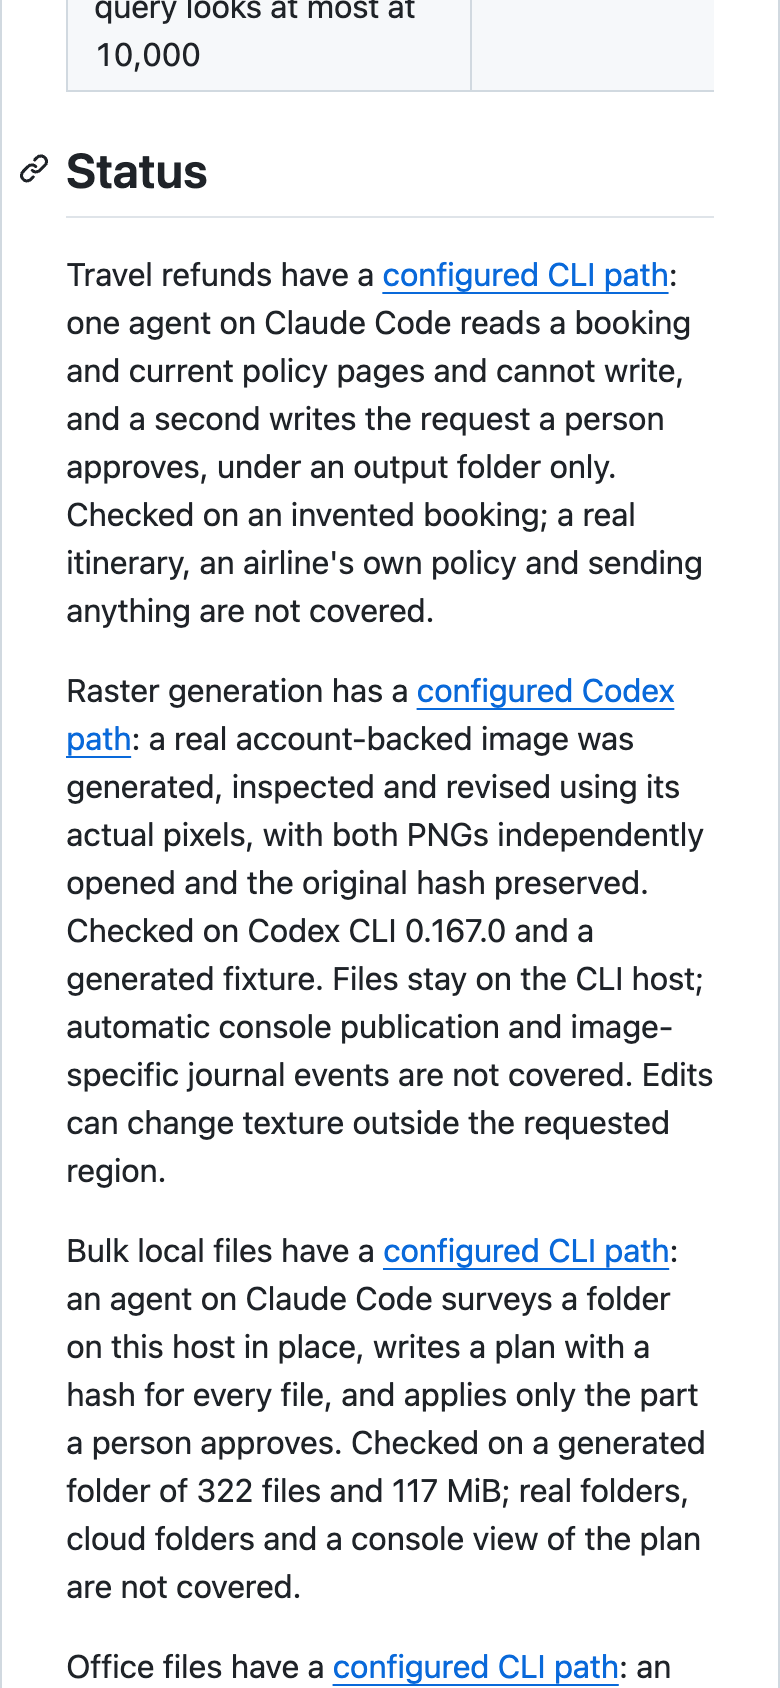 query looks at most at
10,000
Status
Travel refunds have a configured CLI path:
one agent on Claude Code reads a booking
and current policy pages and cannot write,
and a second writes the request a person
approves, under an output folder only.
Checked on an invented booking; a real
itinerary, an airline's own policy and sending
anything are not covered.
Raster generation has a configured Codex
path: a real account-backed image was
generated, inspected and revised using its
actual pixels, with both PNGs independently
opened and the original hash preserved.
Checked on Codex CLI 0.167.0 and a
generated fixture. Files stay on the CLI host;
automatic console publication and image-
specific journal events are not covered. Edits
can change texture outside the requested
region.
Bulk local files have a configured CLI path:
an agent on Claude Code surveys a folder
on this host in place, writes a plan with a
hash for every file, and applies only the part
a person approves. Checked on a generated
folder of 322 files and 117 MiB; real folders,
cloud folders and a console view of the plan
are not covered.
Office files have a configured CLI path: an